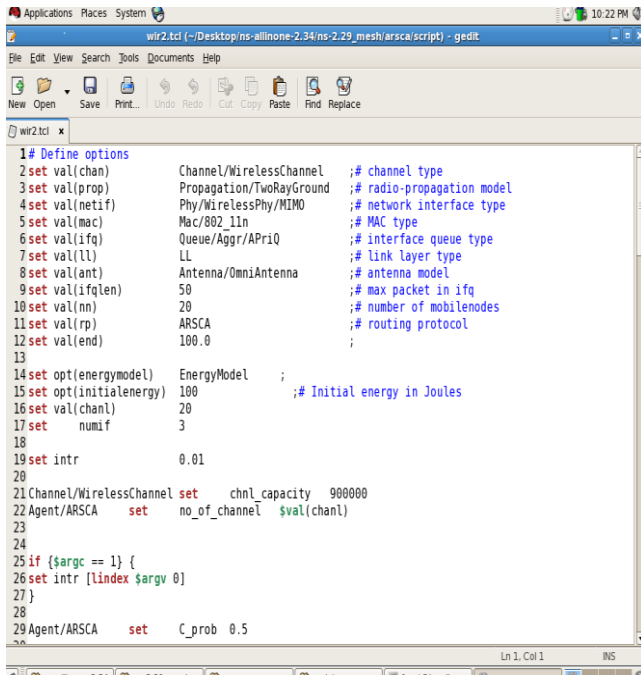 Applications Places System 10:22 PM
wir2.tcl (~/Desktop/ns-allinone-2.34/ns-2.29_mesh/arsca/script) - gedit
File Edit View Search Tools Documents Help
New Open Save Print... Undo Redo Cut Copy Paste Find Replace
wir2.tcl x
1 # Define options
2 set val(chan) Channel/WirelessChannel ;# channel type
3 set val(prop) Propagation/TwoRayGround ;# radio-propagation model
4 set val(netif) Phy/WirelessPhy/MIMO ;# network interface type
5 set val(mac) Mac/802_11n ;# MAC type
6 set val(ifq) Queue/Aggr/APriQ ;# interface queue type
7 set val(ll) LL ;# link layer type
8 set val(ant) Antenna/OmniAntenna ;# antenna model
9 set val(ifqlen) 50 ;# max packet in ifq
10 set val(nn) 20 ;# number of mobilenodes
11 set val(rp) ARSCA ;# routing protocol
12 set val(end) 100.0 ;
13
14 set opt(energymodel) EnergyModel ;
15 set opt(initialenergy) 100 ;# Initial energy in Joules
16 set val(chanl) 20
17 set numif 3
18
19 set intr 0.01
20
21 Channel/WirelessChannel set chnl_capacity 900000
22 Agent/ARSCA set no_of_channel $val(chanl)
23
24
25 if {$argc == 1} {
26 set intr [lindex $argv 0]
27 }
28
29 Agent/ARSCA set C_prob 0.5
Ln 1, Col 1 INS